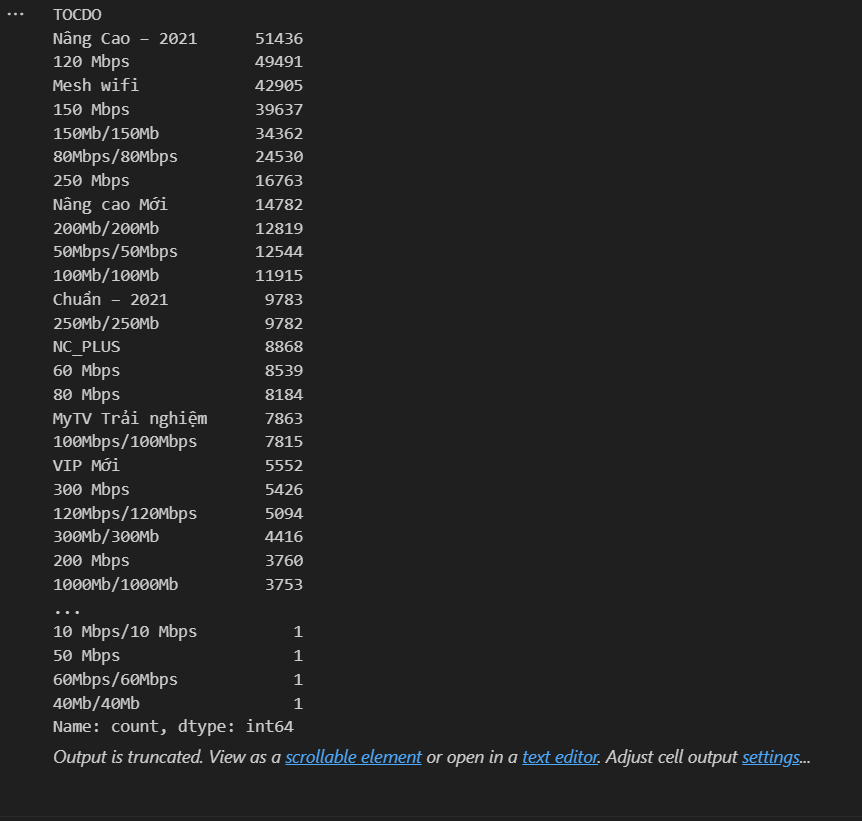 ... TOCDO
Nâng Cao – 2021 51436
120 Mbps 49491
Mesh wifi 42905
150 Mbps 39637
150Mb/150Mb 34362
80Mbps/80Mbps 24530
250 Mbps 16763
Nâng cao Mới 14782
200Mb/200Mb 12819
50Mbps/50Mbps 12544
100Mb/100Mb 11915
Chuẩn – 2021 9783
250Mb/250Mb 9782
NC_PLUS 8868
60 Mbps 8539
80 Mbps 8184
MyTV Trải nghiệm 7863
100Mbps/100Mbps 7815
VIP Mới 5552
300 Mbps 5426
120Mbps/120Mbps 5094
300Mb/300Mb 4416
200 Mbps 3760
1000Mb/1000Mb 3753
...
10 Mbps/10 Mbps 1
50 Mbps 1
60Mbps/60Mbps 1
40Mb/40Mb 1
Name: count, dtype: int64
Output is truncated. View as a scrollable element or open in a text editor. Adjust cell output settings...